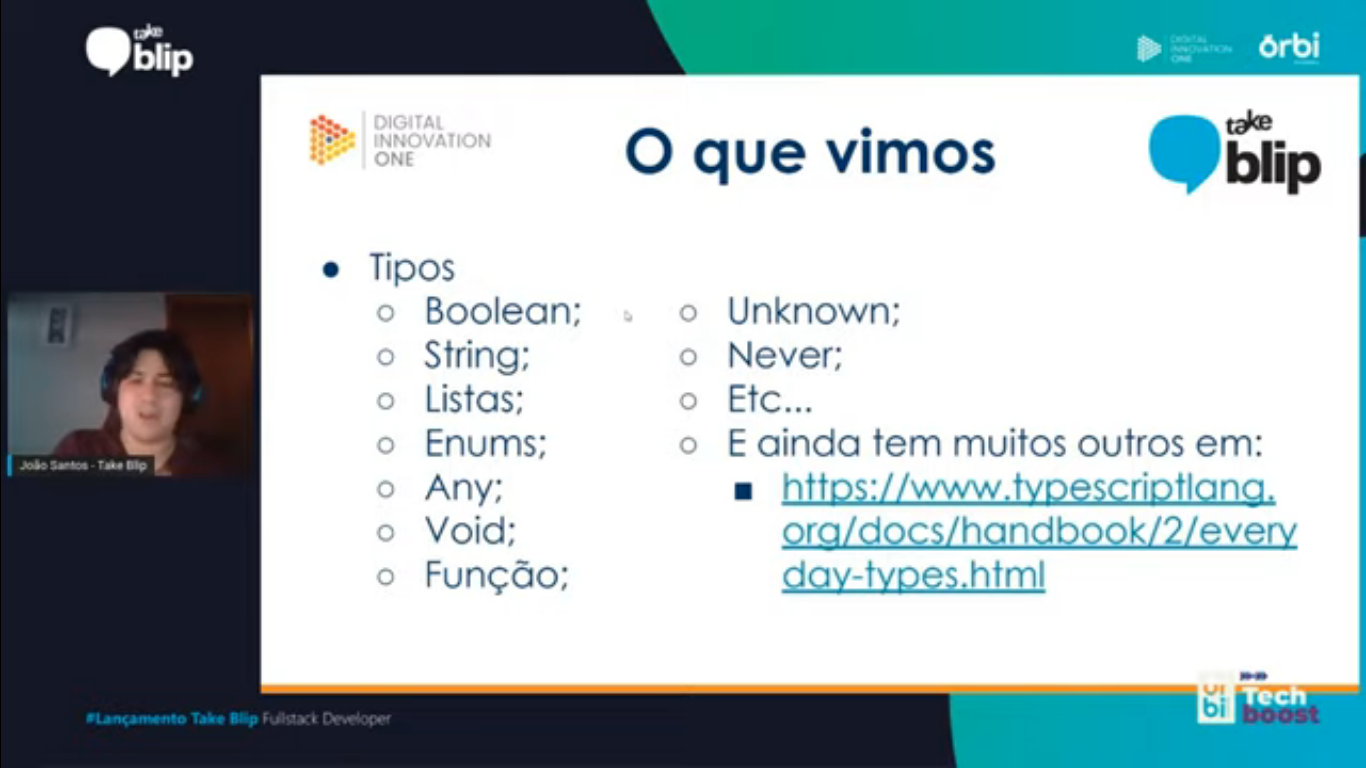 take
blip
DIGITAL
INNOVATION
ONE
órbi
DIGITAL
INNOVATION
ONE
O que vimos
take
blip
Tipos
Boolean;
String;
Listas;
Enums;
Any;
Void;
Função;
Unknown;
Never;
Etc...
E ainda tem muitos outros em:
https://www.typescriptlang.
org/docs/handbook/2/every
day-types.html
João Santos - Take Blip
#Lançamento Take Blip Fullstack Developer
órbi
Tech
boost